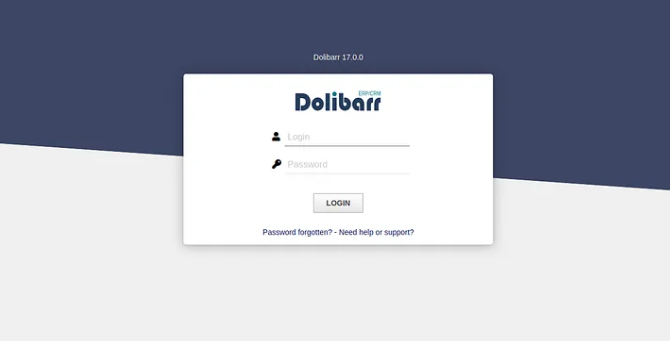 Dolibarr 17.0.0
ERP/CRM
Dolibarr
Login
Password
LOGIN
Password forgotten? - Need help or support?